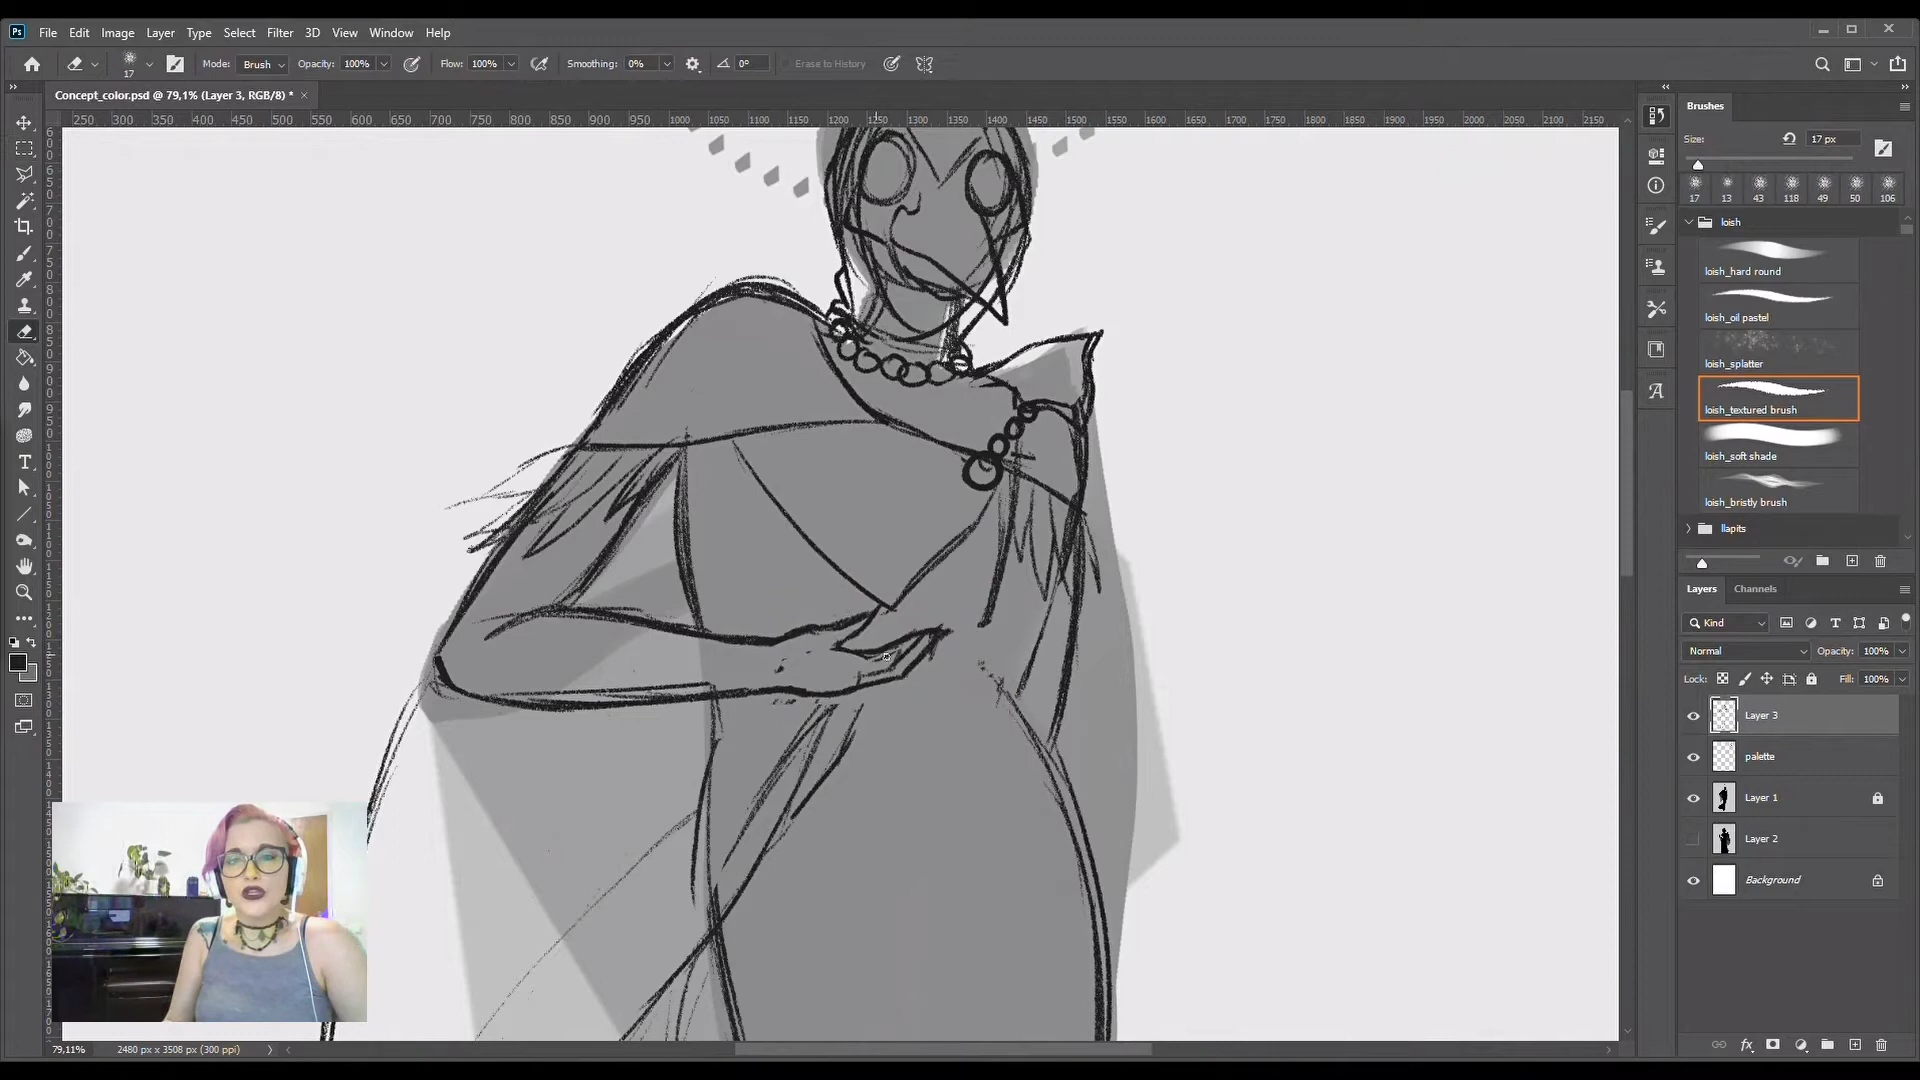 Ps File Edit Image Layer Type Select Filter 3D View Window Help
17 Mode: Brush Opacity: 100% Flow: 100% Smoothing: 0% 0° Erase to History
Concept_color.psd @ 79,1% (Layer 3, RGB/8) * ×
250 300 350 400 450 500 550 600 650 700 750 800 850 900 950 1000 1050 1100 1150 1200 1250 1300 1350 1400 1450 1500 1550 1600 1650 1700 1750 1800 1850 1900 1950 2000 2050 2100 2150
Brushes
Size: 17 px
17 13 43 118 49 50 106
loish
loish_hard round
loish_oil pastel
loish_splatter
loish_textured brush
loish_soft shade
loish_bristly brush
llapits
Layers Channels
Kind
Normal Opacity: 100%
Lock: Fill: 100%
Layer 3
palette
Layer 1
Layer 2
Background
79,11% 2480 px x 3508 px (300 ppi)